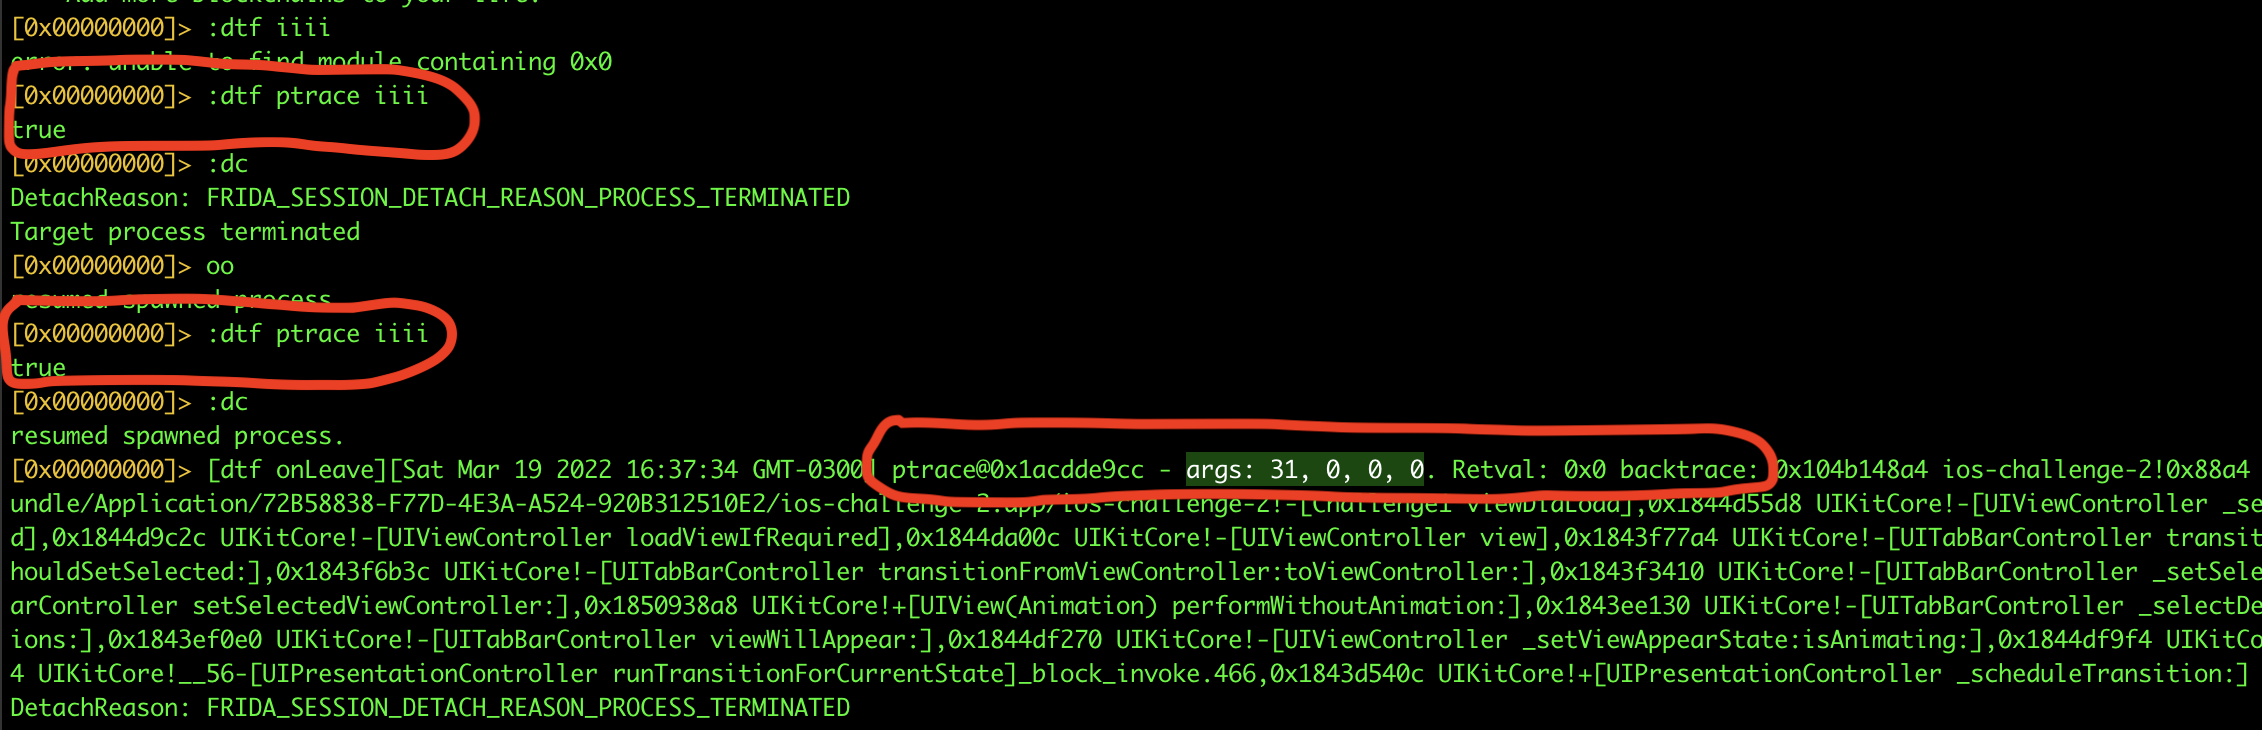 Add more blockchains to your life.
[0x00000000]> :dtf iiii
error: unable to find module containing 0x0
[0x00000000]> :dtf ptrace iiii
true
[0x00000000]> :dc
DetachReason: FRIDA_SESSION_DETACH_REASON_PROCESS_TERMINATED
Target process terminated
[0x00000000]> oo
resumed spawned process.
[0x00000000]> :dtf ptrace iiii
true
[0x00000000]> :dc
resumed spawned process.
[0x00000000]> [dtf onLeave][Sat Mar 19 2022 16:37:34 GMT-0300] ptrace@0x1acdde9cc - args: 31, 0, 0, 0. Retval: 0x0 backtrace: 0x104b148a4 ios-challenge-2!0x88a4
undle/Application/72B58838-F77D-4E3A-A524-920B312510E2/ios-challenge-2.app/ios-challenge-2!-[Challenge1 viewDidLoad],0x1844d55d8 UIKitCore!-[UIViewController _se
d],0x1844d9c2c UIKitCore!-[UIViewController loadViewIfRequired],0x1844da00c UIKitCore!-[UIViewController view],0x1843f77a4 UIKitCore!-[UITabBarController transit
houldSetSelected:],0x1843f6b3c UIKitCore!-[UITabBarController transitionFromViewController:toViewController:],0x1843f3410 UIKitCore!-[UITabBarController _setSele
arController setSelectedViewController:],0x1850938a8 UIKitCore!+[UIView(Animation) performWithoutAnimation:],0x1843ee130 UIKitCore!-[UITabBarController _selectDe
ions:],0x1843ef0e0 UIKitCore!-[UITabBarController viewWillAppear:],0x1844df270 UIKitCore!-[UIViewController _setViewAppearState:isAnimating:],0x1844df9f4 UIKitCo
4 UIKitCore!__56-[UIPresentationController runTransitionForCurrentState]_block_invoke.466,0x1843d540c UIKitCore!+[UIPresentationController _scheduleTransition:]
DetachReason: FRIDA_SESSION_DETACH_REASON_PROCESS_TERMINATED